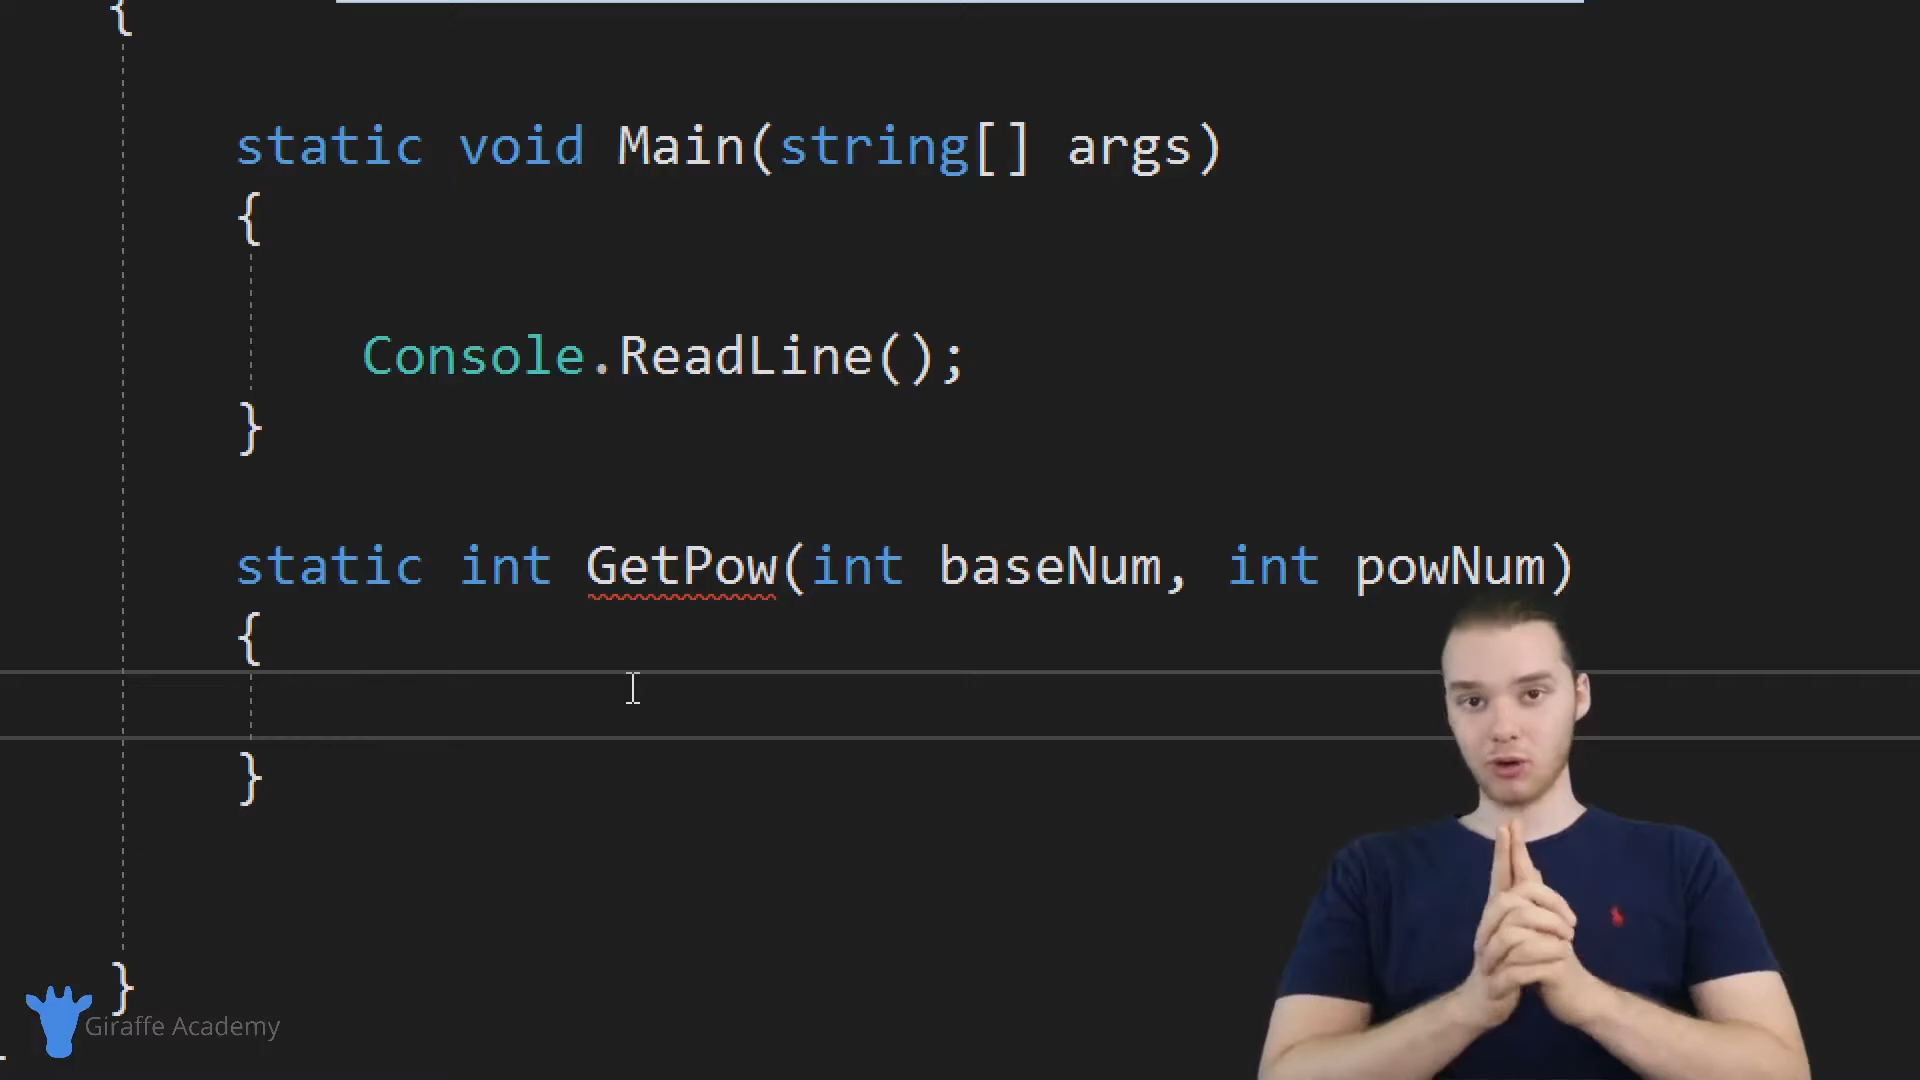 {
static void Main(string[] args)
{
Console.ReadLine();
}
static int GetPow(int baseNum, int powNum)
{
}
}
Giraffe Academy